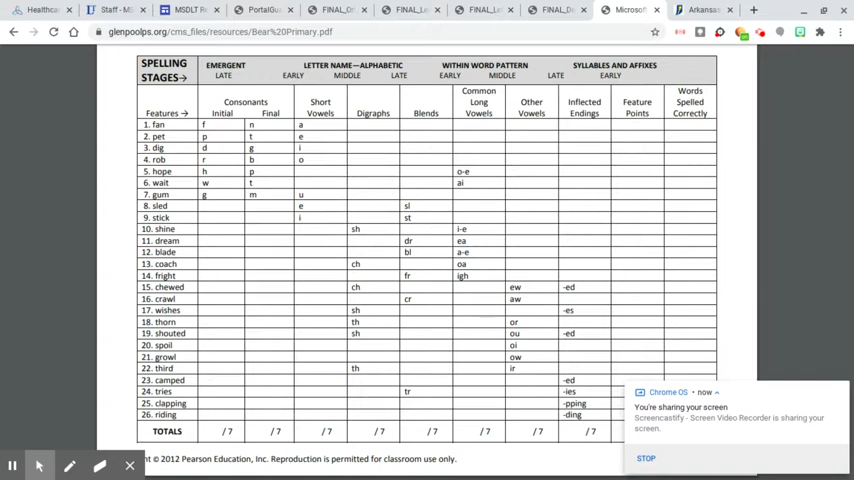 Healthcar
Staff - MS
MSDLT Re
PortalGui
FINAL_On
FINAL_Le
FINAL_Le
FINAL_Do
Microsoft
Arkansas
glenpoolps.org/cms_files/resources/Bear%20Primary.pdf
SPELLING STAGES→ EMERGENT LETTER NAME—ALPHABETIC WITHIN WORD PATTERN SYLLABLES AND AFFIXES
LATE EARLY MIDDLE LATE EARLY MIDDLE LATE EARLY
Features → Consonants Initial Final Short Vowels Digraphs Blends Common Long Vowels Other Vowels Inflected Endings Feature Points Words Spelled Correctly
1. fan f n a
2. pet p t e
3. dig d g i
4. rob r b o
5. hope h p o-e
6. wait w t ai
7. gum g m u
8. sled e sl
9. stick i st
10. shine sh i-e
11. dream dr ea
12. blade bl a-e
13. coach ch oa
14. fright fr igh
15. chewed ch ew -ed
16. crawl cr aw
17. wishes sh -es
18. thorn th or
19. shouted sh ou -ed
20. spoil oi
21. growl ow
22. third th ir
23. camped -ed
24. tries tr -ies
25. clapping -pping
26. riding -ding
TOTALS / 7 / 7 / 7 / 7 / 7 / 7 / 7 / 7
© 2012 Pearson Education, Inc. Reproduction is permitted for classroom use only.
Chrome OS • now
You're sharing your screen
Screencastify - Screen Video Recorder is sharing your
screen.
STOP